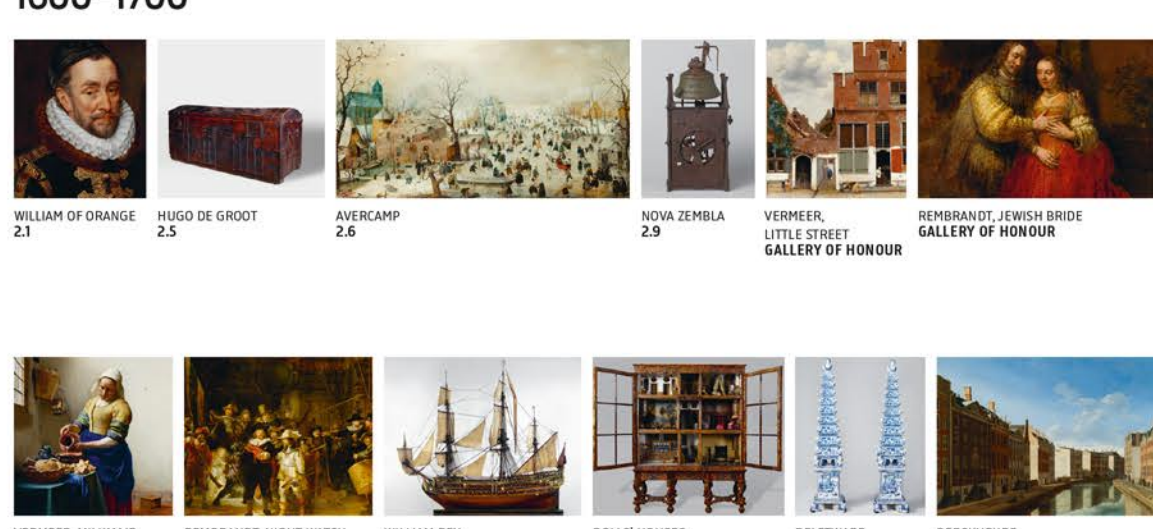 1600–1700
WILLIAM OF ORANGE
2.1
HUGO DE GROOT
2.5
AVERCAMP
2.6
NOVA ZEMBLA
2.9
VERMEER,
LITTLE STREET
GALLERY OF HONOUR
REMBRANDT, JEWISH BRIDE
GALLERY OF HONOUR